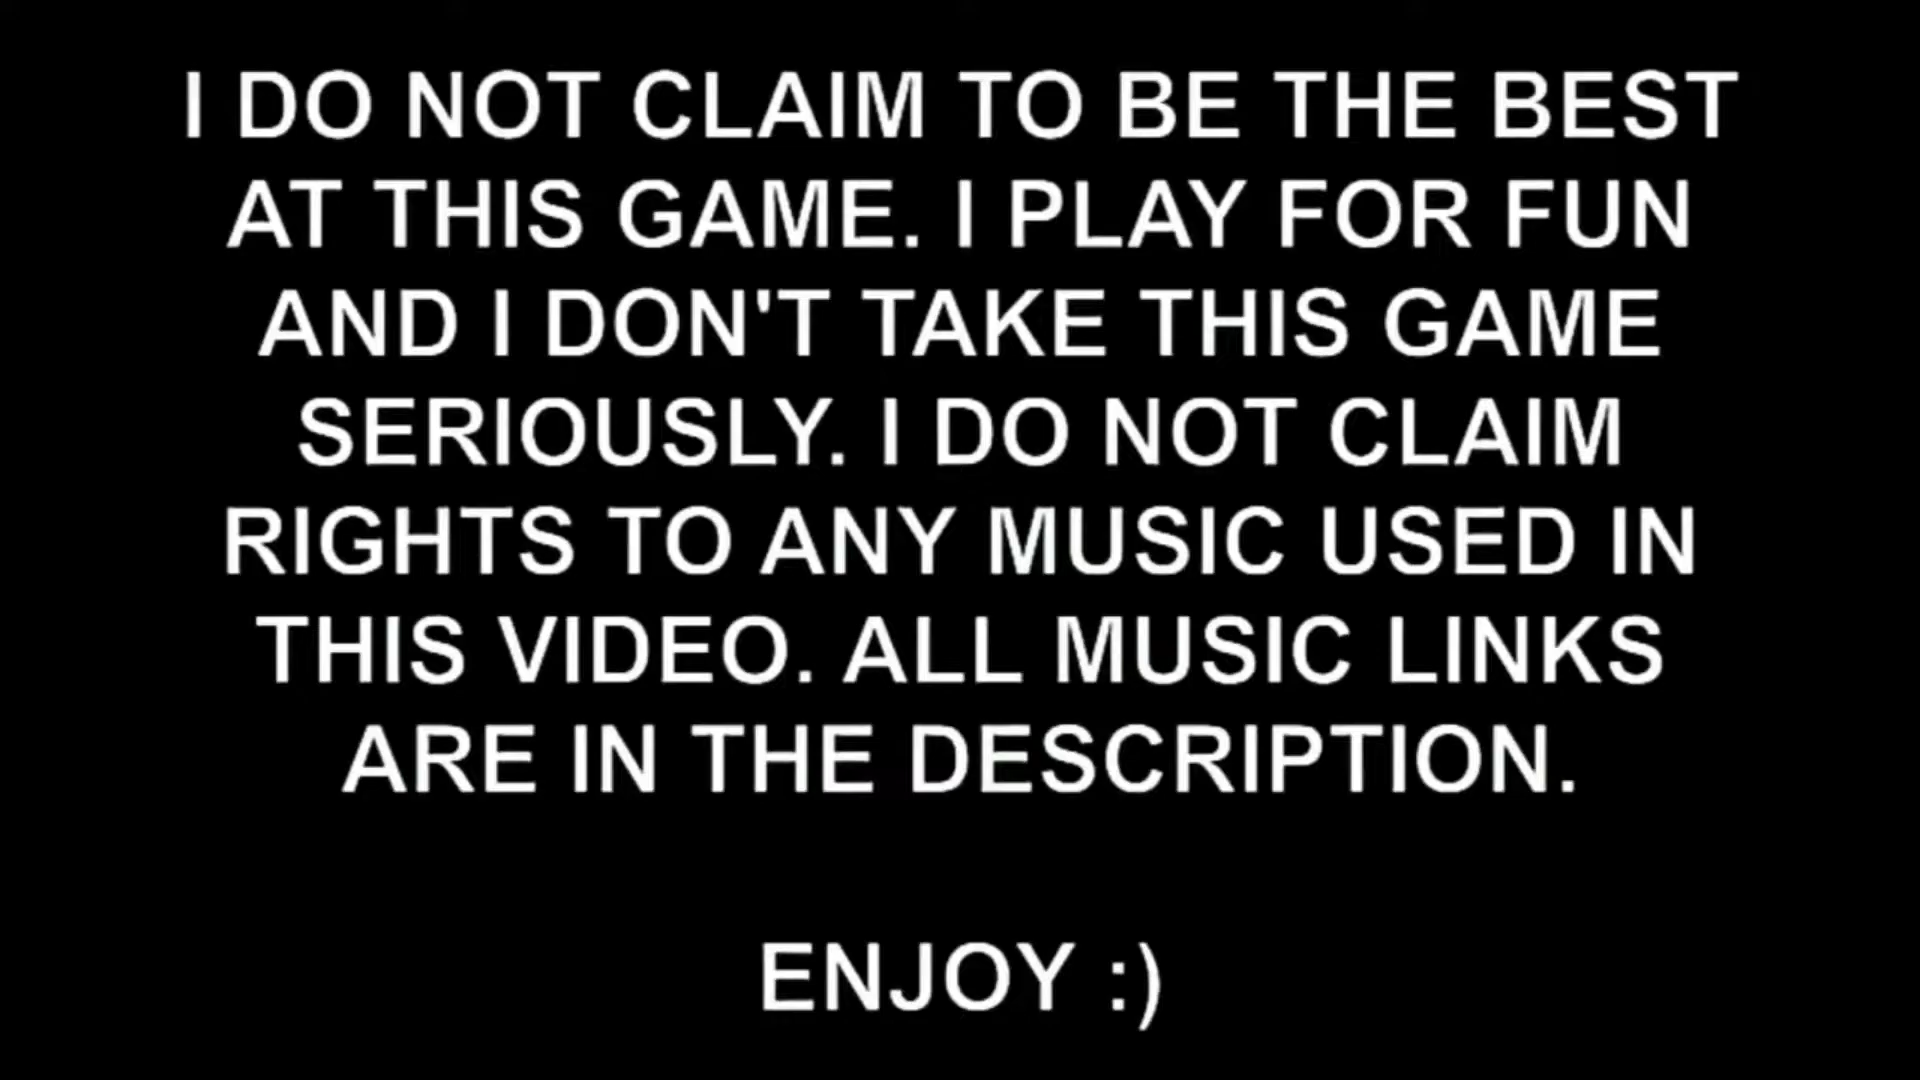 I DO NOT CLAIM TO BE THE BEST
AT THIS GAME. I PLAY FOR FUN
AND I DON'T TAKE THIS GAME
SERIOUSLY. I DO NOT CLAIM
RIGHTS TO ANY MUSIC USED IN
THIS VIDEO. ALL MUSIC LINKS
ARE IN THE DESCRIPTION.
ENJOY :)